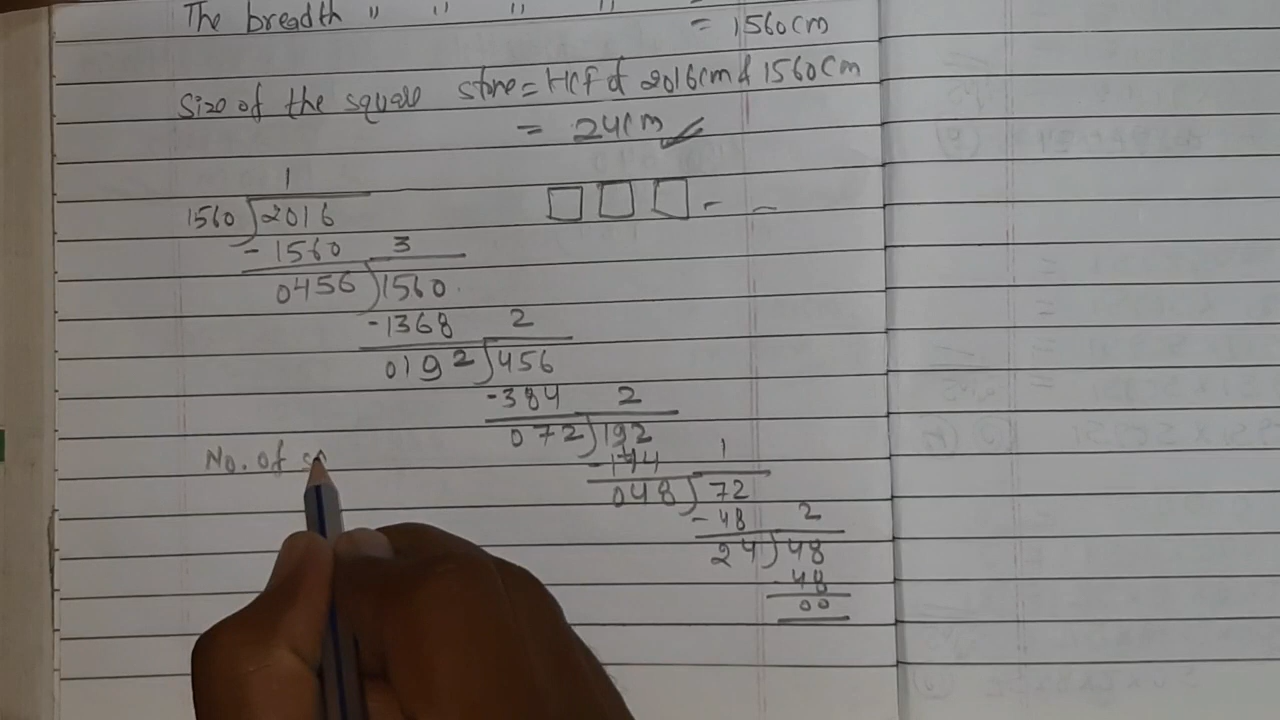 The breadth " " " "
= 1560cm
Size of the square stone = HCF of 2016cm & 1560cm
= 24cm
1
1560 ) 2016
- 1560 3
0456 ) 1560
- 1368 2
0192 ) 456
- 384 2
072 ) 192
- 144 1
048 ) 72
- 48 2
24 ) 48
48
00
No. of